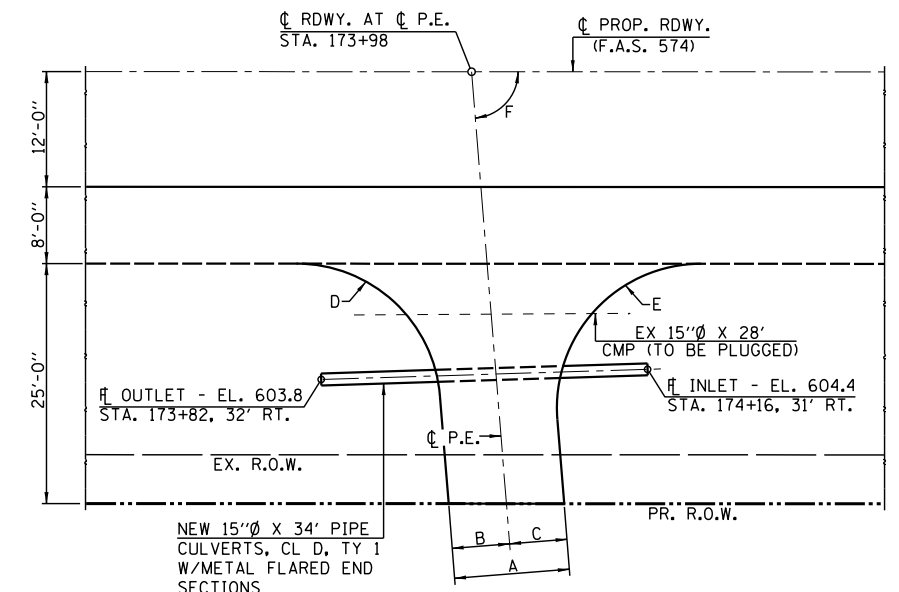 ℄ RDWY. AT ℄ P.E.
STA. 173+98
℄ PROP. RDWY.
(F.A.S. 574)
F
12'-0"
8'-0"
25'-0"
D
E
EX 15"Ø X 28'
CMP (TO BE PLUGGED)
FL OUTLET - EL. 603.8
STA. 173+82, 32' RT.
FL INLET - EL. 604.4
STA. 174+16, 31' RT.
℄ P.E.
EX. R.O.W.
PR. R.O.W.
NEW 15"Ø X 34' PIPE
CULVERTS, CL D, TY 1
W/METAL FLARED END
SECTIONS
B
C
A